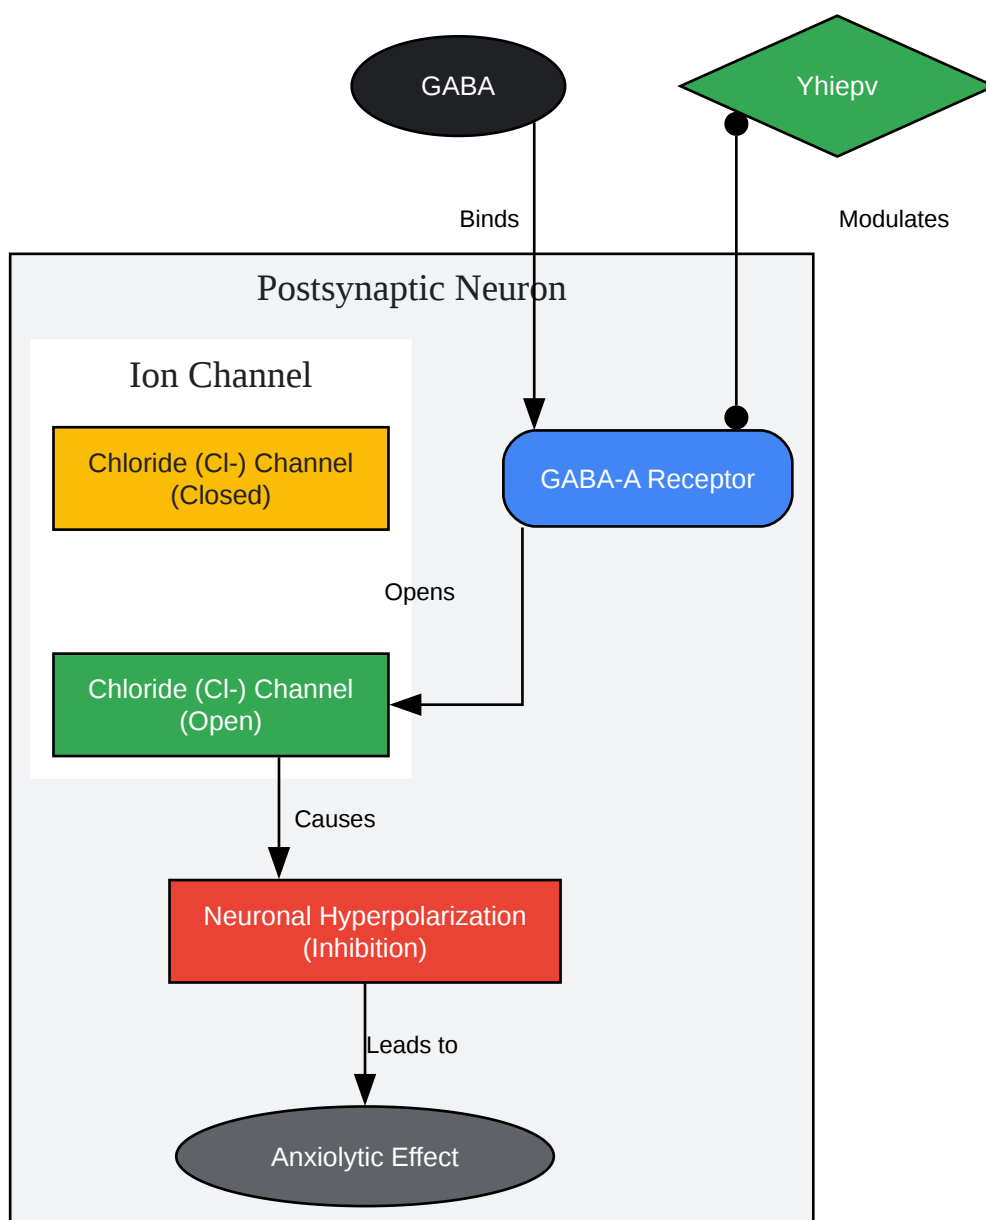 GABA
Yhiepv
Binds
Modulates
Postsynaptic Neuron
Ion Channel
Chloride (Cl-) Channel
(Closed)
GABA-A Receptor
Opens
Chloride (Cl-) Channel
(Open)
Causes
Neuronal Hyperpolarization
(Inhibition)
Leads to
Anxiolytic Effect